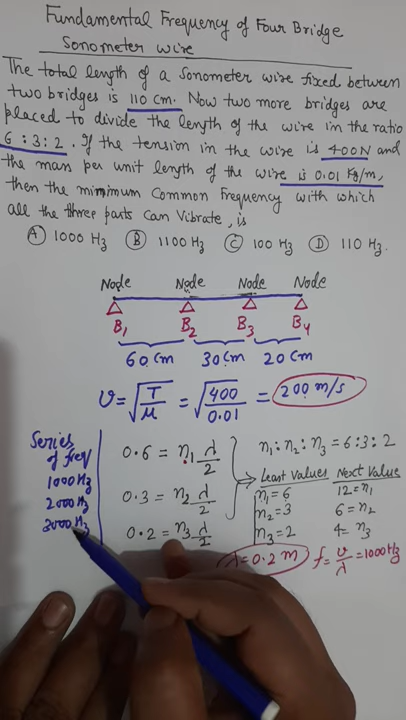 Fundamental Frequency of Four Bridge
Sonometer wire
The total length of a Sonometer wire fixed between
two bridges is 110 cm. Now two more bridges are
placed to divide the length of the wire in the ratio
6:3:2. If the tension in the wire is 400N and
the mass per unit length of the wire is 0.01 Kg/m,
then the minimum Common Frequency with which
all the three parts Can Vibrate, is
(A) 1000 Hz (B) 1100 Hz (C) 100 Hz (D) 110 Hz.
Node Node Node Node
B1 B2 B3 B4
60 Cm 30 Cm 20 Cm
v = √(T/μ) = √(400/0.01) = 200 m/s
Series
of freq
1000 Hz
2000 Hz
3000 Hz
0.6 = n1 λ/2
0.3 = n2 λ/2
0.2 = n3 λ/2
n1 : n2 : n3 = 6 : 3 : 2
Least Values Next Value
n1 = 6 12 = n1
n2 = 3 6 = n2
n3 = 2 4 = n3
λ = 0.2 m f = v/λ = 1000 Hz